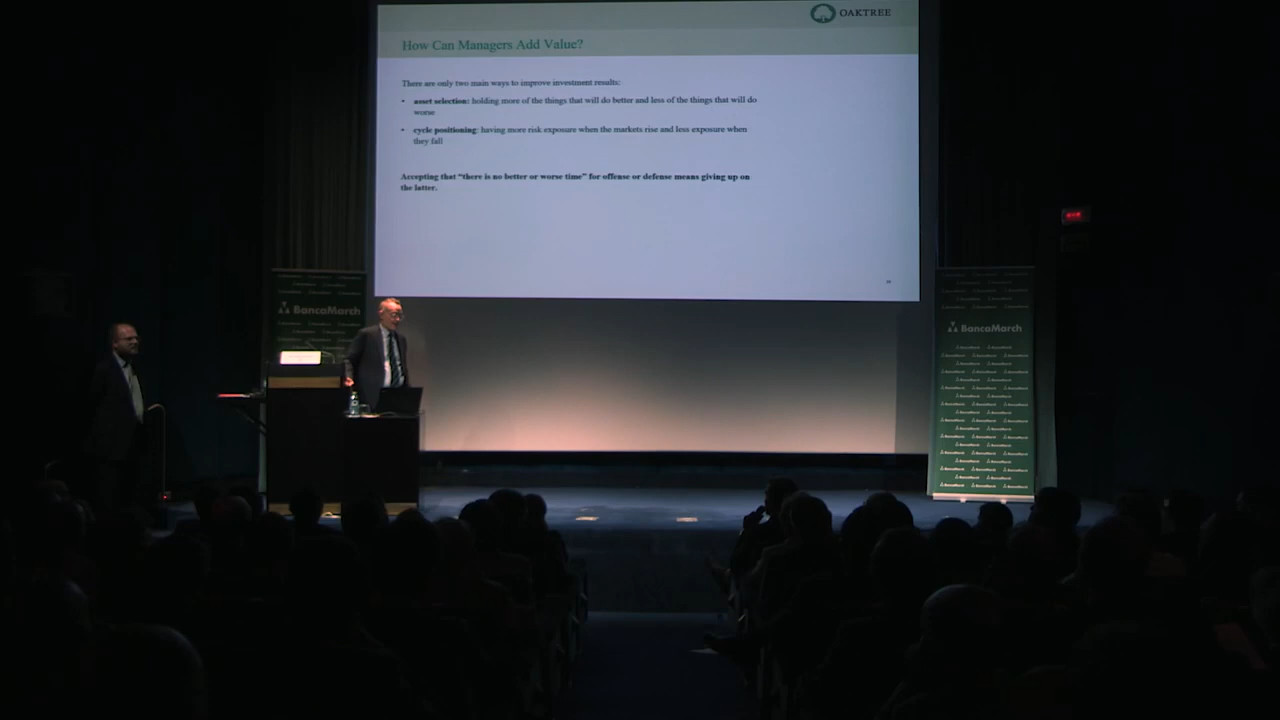 OAKTREE
How Can Managers Add Value?
There are only two main ways to improve investment results:
• asset selection: holding more of the things that will do better and less of the things that will do
worse
• cycle positioning: having more risk exposure when the markets rise and less exposure when
they fall
Accepting that “there is no better or worse time” for offense or defense means giving up on
the latter.
BancaMarch
BancaMarch